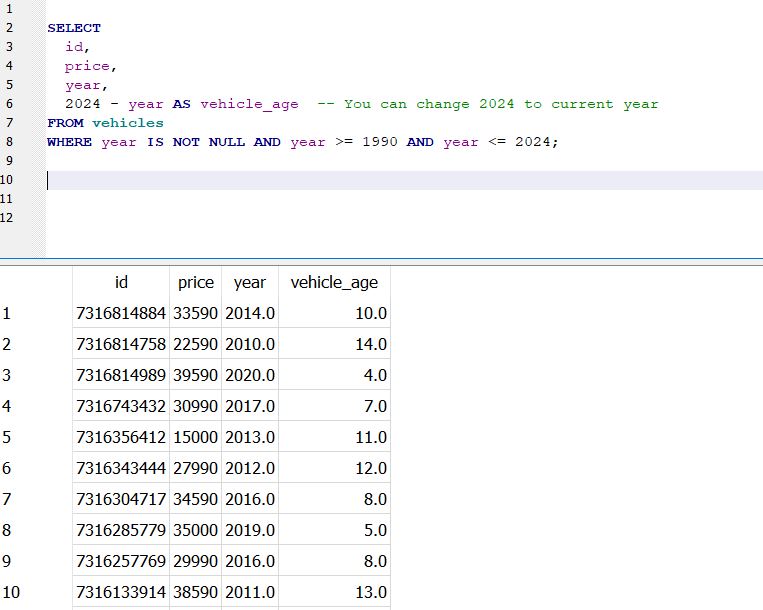 1
2 SELECT
3 id,
4 price,
5 year,
6 2024 - year AS vehicle_age -- You can change 2024 to current year
7 FROM vehicles
8 WHERE year IS NOT NULL AND year >= 1990 AND year <= 2024;
9
10
11
12
id price year vehicle_age
1 7316814884 33590 2014.0 10.0
2 7316814758 22590 2010.0 14.0
3 7316814989 39590 2020.0 4.0
4 7316743432 30990 2017.0 7.0
5 7316356412 15000 2013.0 11.0
6 7316343444 27990 2012.0 12.0
7 7316304717 34590 2016.0 8.0
8 7316285779 35000 2019.0 5.0
9 7316257769 29990 2016.0 8.0
10 7316133914 38590 2011.0 13.0